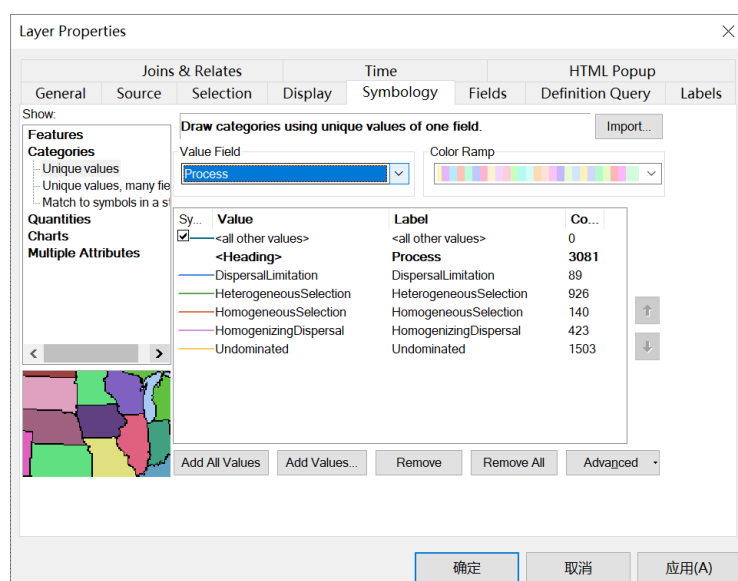 Layer Properties
Joins & Relates Time HTML Popup
General Source Selection Display Symbology Fields Definition Query Labels
Show:
Features
Categories
Unique values
Unique values, many fie
Match to symbols in a st
Quantities
Charts
Multiple Attributes
Draw categories using unique values of one field.
Import...
Value Field
Process
Color Ramp
Sy... Value Label Co...
<all other values> <all other values> 0
<Heading> Process 3081
DispersalLimitation DispersalLimitation 89
HeterogeneousSelection HeterogeneousSelection 926
HomogeneousSelection HomogeneousSelection 140
HomogenizingDispersal HomogenizingDispersal 423
Undominated Undominated 1503
Add All Values Add Values... Remove Remove All Advanced
确定 取消 应用(A)